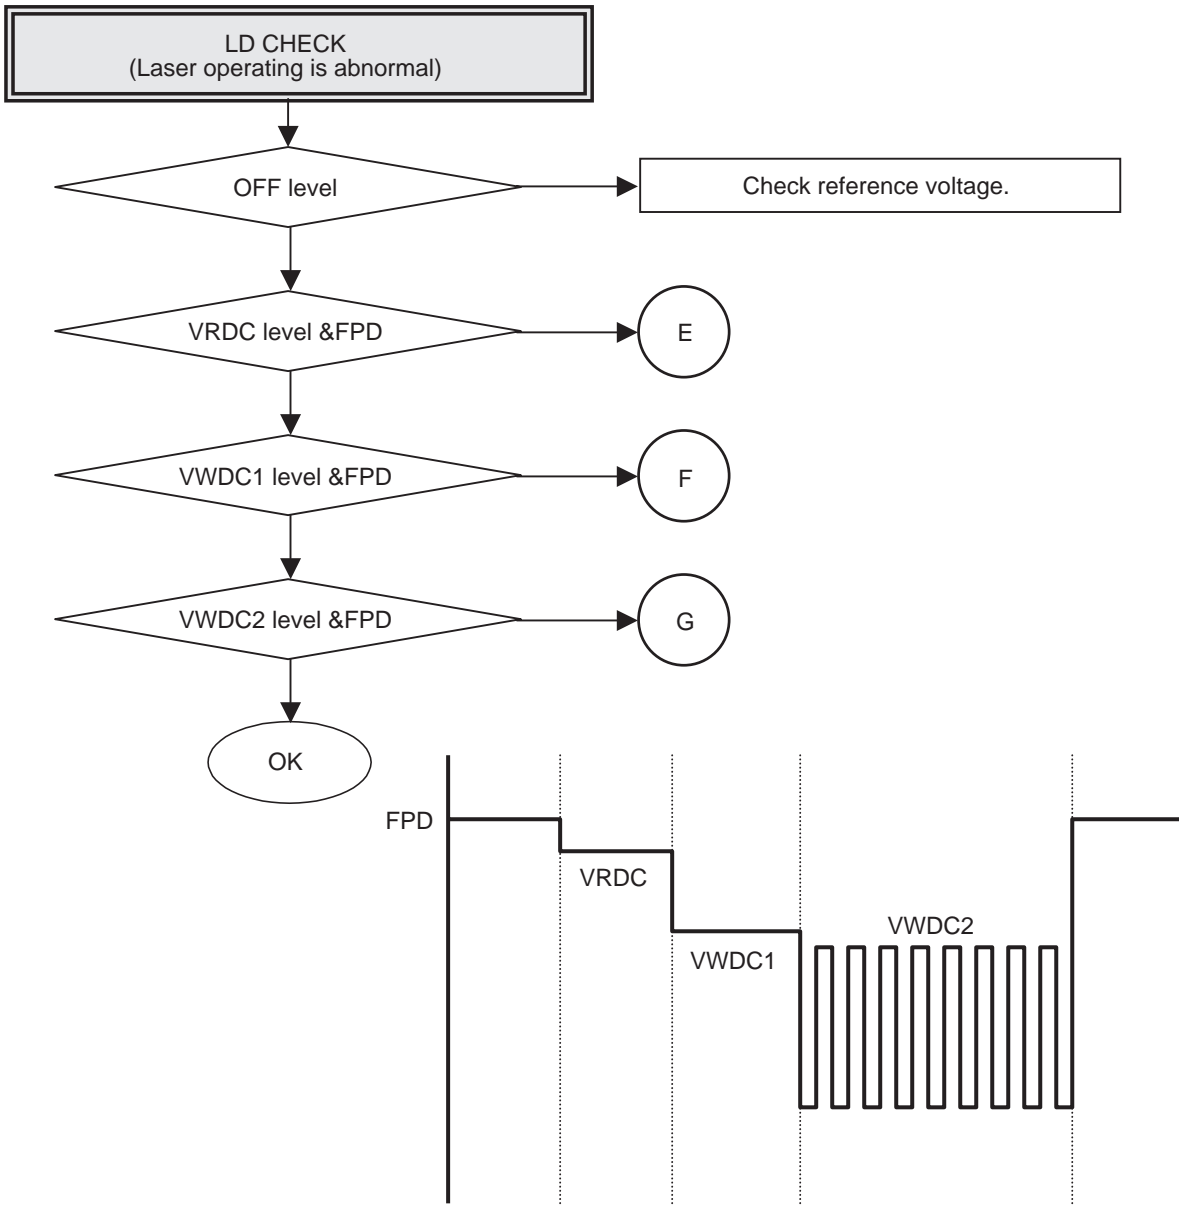 LD CHECK
(Laser operating is abnormal)
OFF level
Check reference voltage.
VRDC level &FPD
E
VWDC1 level &FPD
F
VWDC2 level &FPD
G
OK
FPD
VRDC
VWDC2
VWDC1